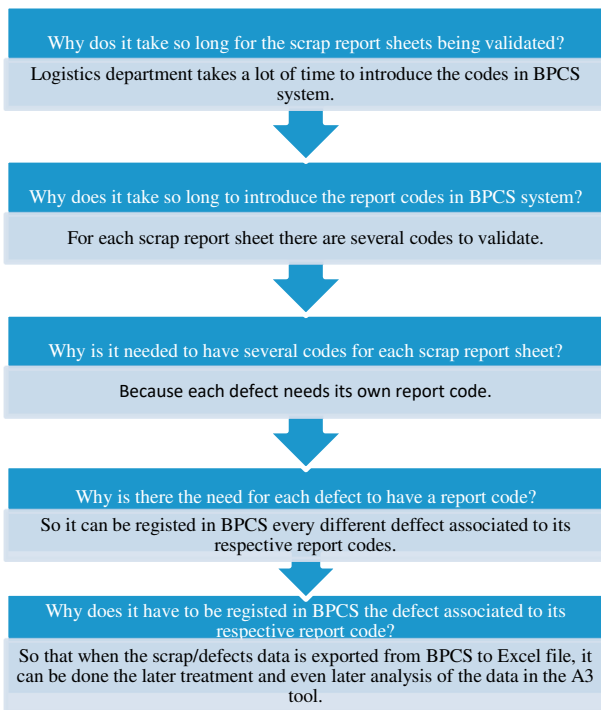 Why dos it take so long for the scrap report sheets being validated?
Logistics department takes a lot of time to introduce the codes in BPCS
system.
Why does it take so long to introduce the report codes in BPCS system?
For each scrap report sheet there are several codes to validate.
Why is it needed to have several codes for each scrap report sheet?
Because each defect needs its own report code.
Why is there the need for each defect to have a report code?
So it can be registed in BPCS every different deffect associated to its
respective report codes.
Why does it have to be registed in BPCS the defect associated to its
respective report code?
So that when the scrap/defects data is exported from BPCS to Excel file, it
can be done the later treatment and even later analysis of the data in the A3
tool.